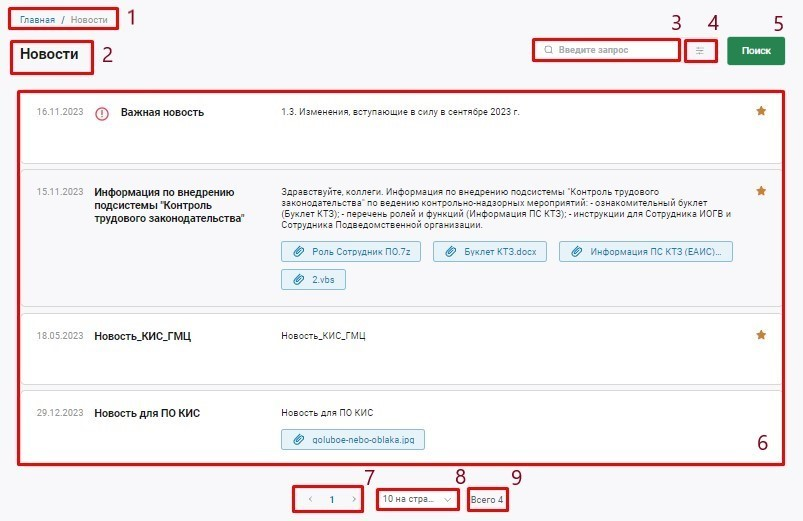 Главная / Новости 1
Новости 2
Введите запрос 3 4 Поиск 5
16.11.2023 Важная новость 1.3. Изменения, вступающие в силу в сентябре 2023 г.
15.11.2023 Информация по внедрению подсистемы "Контроль трудового законодательства"
Здравствуйте, коллеги. Информация по внедрению подсистемы "Контроль трудового
законодательства" по ведению контрольно-надзорных мероприятий: - ознакомительный буклет
(Буклет КТЗ); - перечень ролей и функций (Информация ПС КТЗ); - инструкции для Сотрудника ИОГВ и
Сотрудника Подведомственной организации.
Роль Сотрудник ПО.7z Буклет КТЗ.docx Информация ПС КТЗ (ЕАИС)...
2.vbs
18.05.2023 Новость_КИС_ГМЦ Новость_КИС_ГМЦ
29.12.2023 Новость для ПО КИС Новость для ПО КИС
goluboe-nebo-oblaka.jpg
6
7 8 9
1 10 на стра... Всего 4